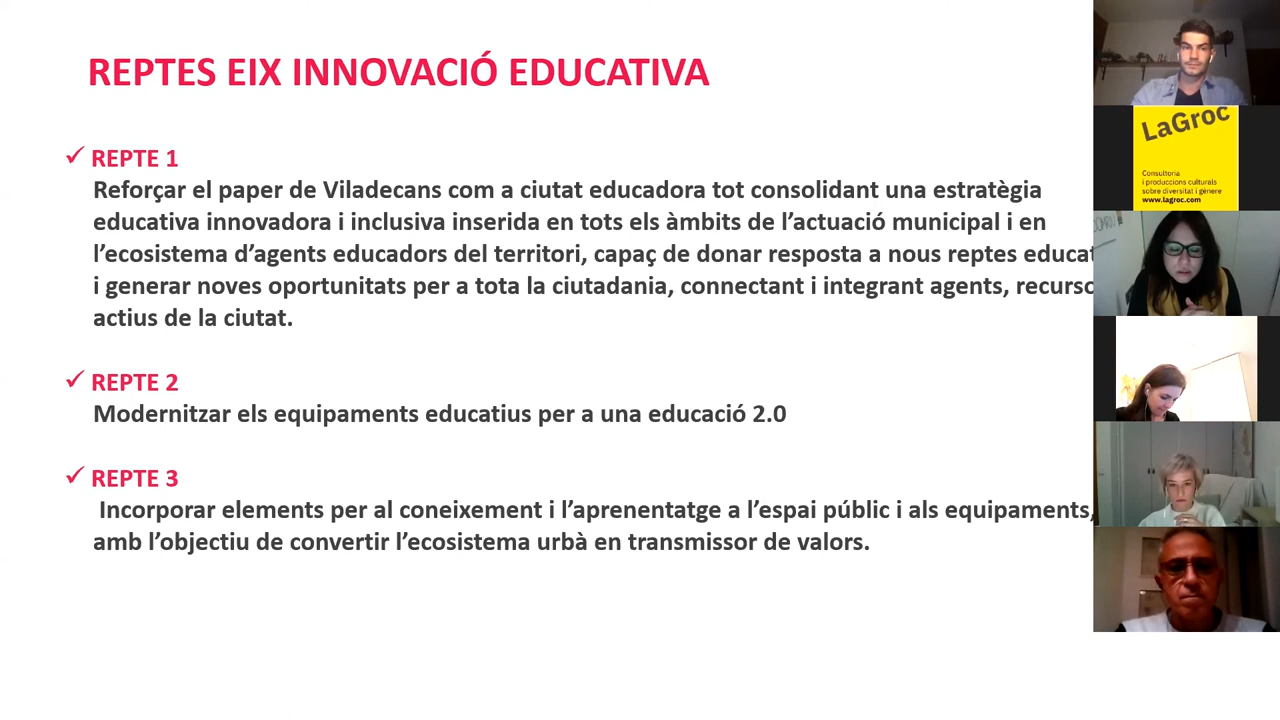 REPTES EIX INNOVACIÓ EDUCATIVA
✓ REPTE 1
Reforçar el paper de Viladecans com a ciutat educadora tot consolidant una estratègia
educativa innovadora i inclusiva inserida en tots els àmbits de l'actuació municipal i en
l'ecosistema d'agents educadors del territori, capaç de donar resposta a nous reptes
i generar noves oportunitats per a tota la ciutadania, connectant i integrant agents,
actius de la ciutat.
✓ REPTE 2
Modernitzar els equipaments educatius per a una educació 2.0
✓ REPTE 3
Incorporar elements per al coneixement i l'aprenentatge a l'espai públic i als equipaments,
amb l'objectiu de convertir l'ecosistema urbà en transmissor de valors.
LaGroc
Consultoria
i produccions culturals
sobre diversitat i gènere
www.lagroc.com